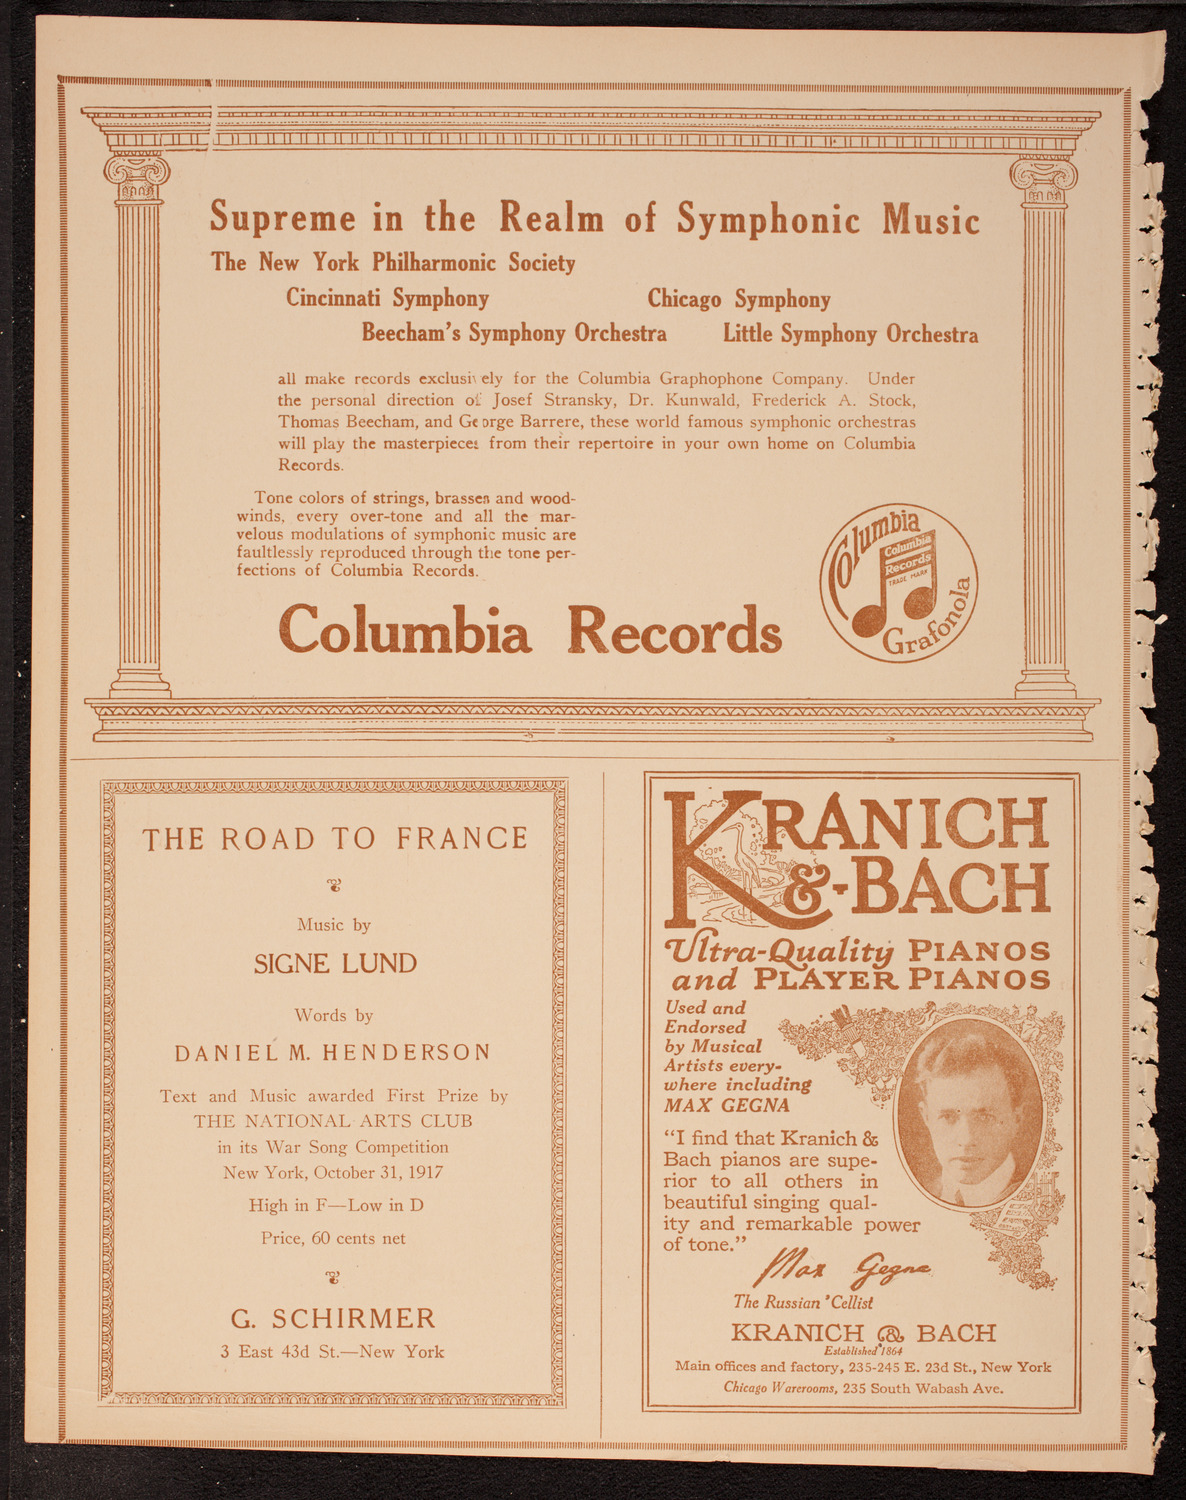 Supreme in the Realm of Symphonic Music
The New York Philharmonic Society
Cincinnati Symphony Chicago Symphony
Beecham's Symphony Orchestra Little Symphony Orchestra
all make records exclusively for the Columbia Graphophone Company. Under
the personal direction of Josef Stransky, Dr. Kunwald, Frederick A. Stock,
Thomas Beecham, and George Barrere, these world famous symphonic orchestras
will play the masterpieces from their repertoire in your own home on Columbia
Records.
Tone colors of strings, brasses and wood-
winds, every over-tone and all the mar-
velous modulations of symphonic music are
faultlessly reproduced through the tone per-
fections of Columbia Records.
Columbia Records
Columbia
Columbia
Records
TRADE MARK
Grafonola
THE ROAD TO FRANCE
Music by
SIGNE LUND
Words by
DANIEL M. HENDERSON
Text and Music awarded First Prize by
THE NATIONAL ARTS CLUB
in its War Song Competition
New York, October 31, 1917
High in F—Low in D
Price, 60 cents net
G. SCHIRMER
3 East 43d St.—New York
KRANICH
&-BACH
Ultra-Quality PIANOS
and PLAYER PIANOS
Used and
Endorsed
by Musical
Artists every-
where including
MAX GEGNA
"I find that Kranich &
Bach pianos are supe-
rior to all others in
beautiful singing qual-
ity and remarkable power
of tone."
Max Gegna
The Russian 'Cellist
KRANICH & BACH
Established 1864
Main offices and factory, 235-245 E. 23d St., New York
Chicago Warerooms, 235 South Wabash Ave.